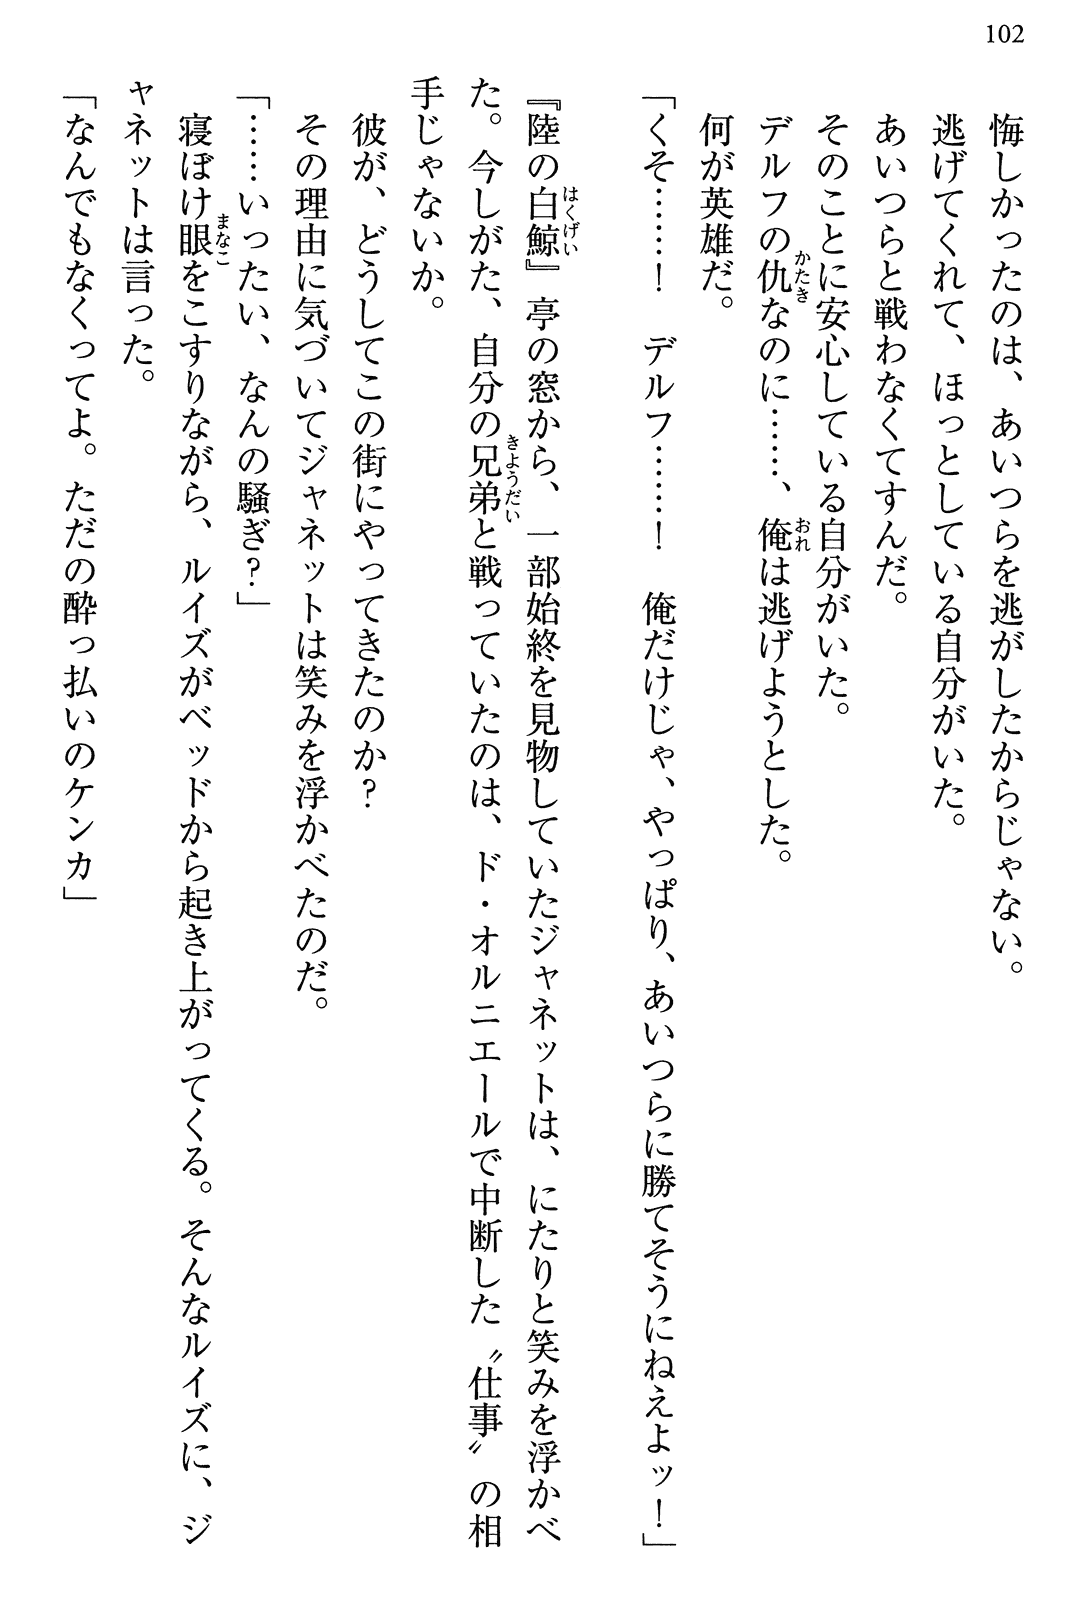 102
悔しかったのは、あいつらを逃がしたからじゃない。
逃げてくれて、ほっとしている自分がいた。
あいつらと戦わなくてすんだ。
そのことに安心している自分がいた。
デルフの仇なのに……、俺は逃げようとした。
何が英雄だ。
「くそ……！　デルフ……！　俺だけじゃ、やっぱり、あいつらに勝てそうにねえよッ！」
『陸の白鯨』亭の窓から、一部始終を見物していたジャネットは、にたりと笑みを浮かべ
た。今しがた、自分の兄弟と戦っていたのは、ド・オルニエールで中断した〝仕事〟の相
手じゃないか。
彼が、どうしてこの街にやってきたのか？
その理由に気づいてジャネットは笑みを浮かべたのだ。
「……いったい、なんの騒ぎ？」
寝ぼけ眼をこすりながら、ルイズがベッドから起き上がってくる。そんなルイズに、ジ
ャネットは言った。
「なんでもなくってよ。ただの酔っ払いのケンカ」